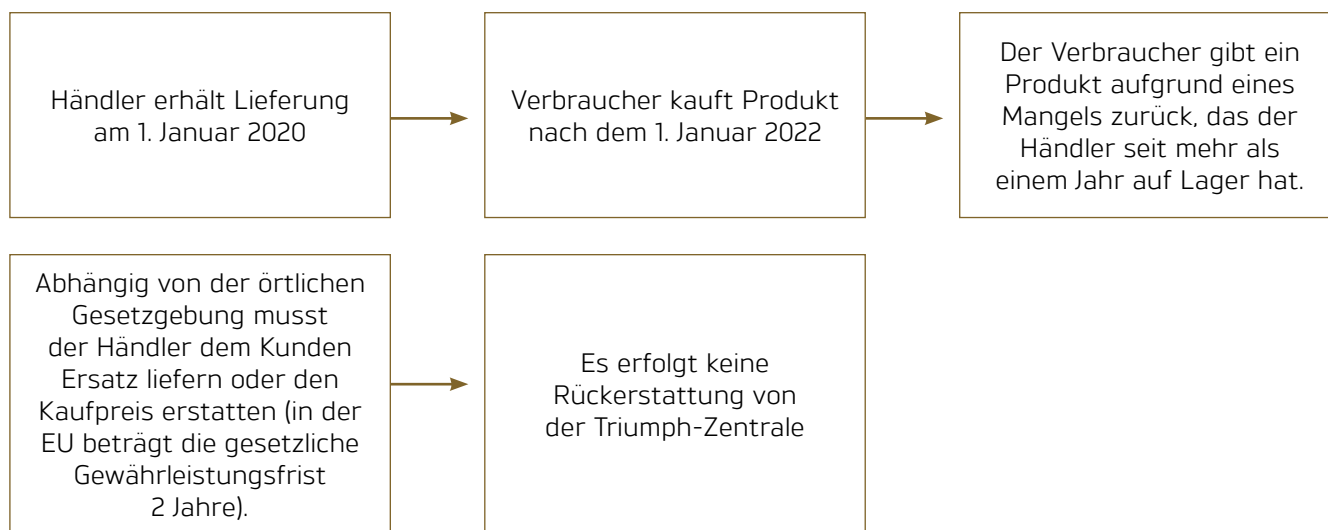 Händler erhält Lieferung
am 1. Januar 2020
Verbraucher kauft Produkt
nach dem 1. Januar 2022
Der Verbraucher gibt ein
Produkt aufgrund eines
Mangels zurück, das der
Händler seit mehr als
einem Jahr auf Lager hat.
Abhängig von der örtlichen
Gesetzgebung musst
der Händler dem Kunden
Ersatz liefern oder den
Kaufpreis erstatten (in der
EU beträgt die gesetzliche
Gewährleistungsfrist
2 Jahre).
Es erfolgt keine
Rückerstattung von
der Triumph-Zentrale